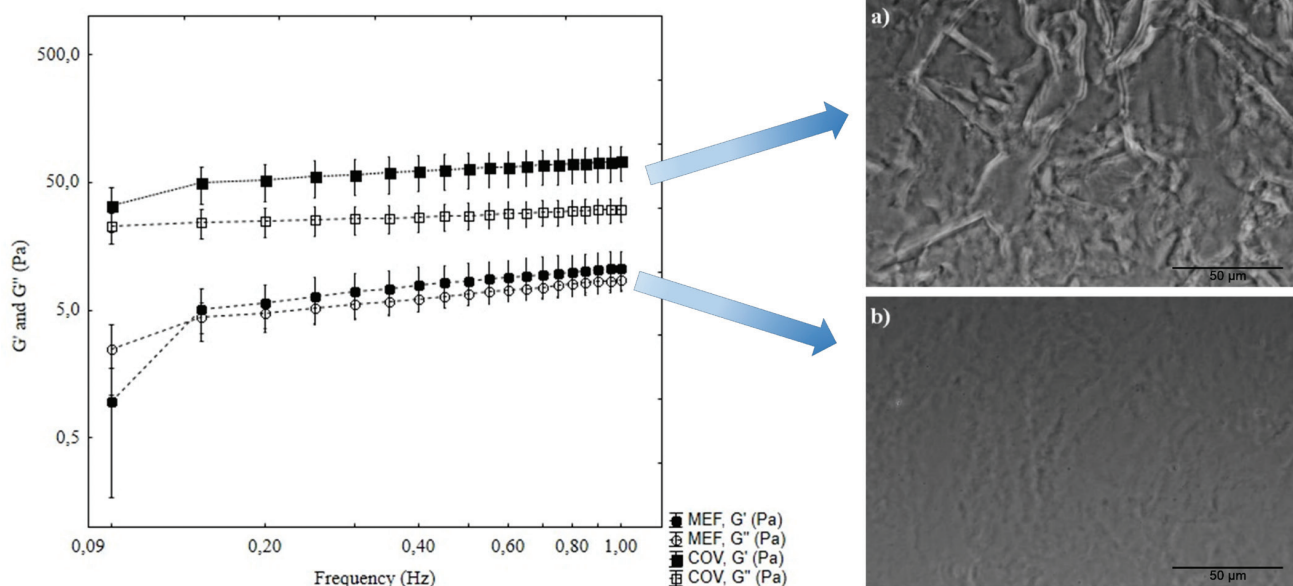 500,0
50,0
5,0
0,5
G' and G" (Pa)
0,09 0,20 0,40 0,60 0,80 1,00
Frequency (Hz)
MEF, G' (Pa)
MEF, G" (Pa)
COV, G' (Pa)
COV, G" (Pa)
a)
50 µm
b)
50 µm